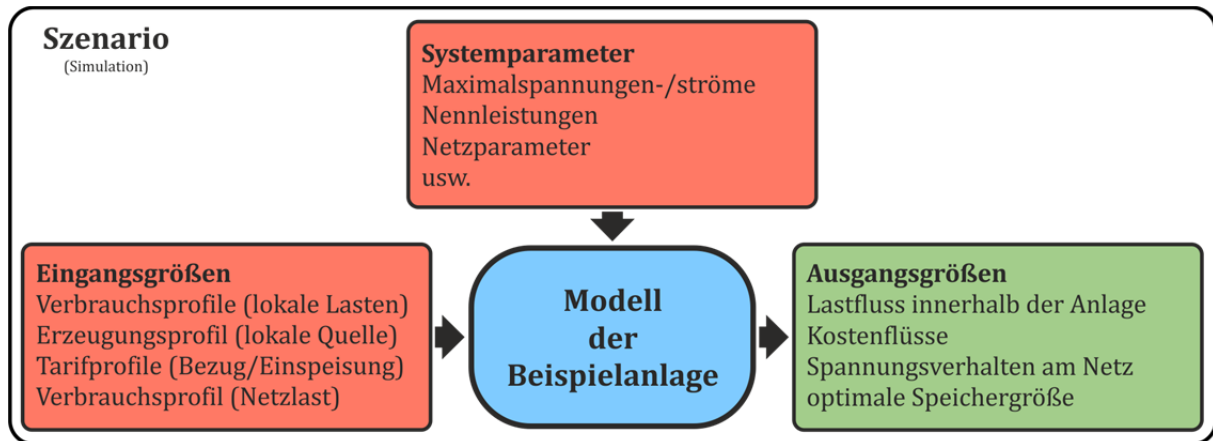 Szenario
(Simulation)
Systemparameter
Maximalspannungen-/ströme
Nennleistungen
Netzparameter
usw.
Eingangsgrößen
Verbrauchsprofile (lokale Lasten)
Erzeugungsprofil (lokale Quelle)
Tarifprofile (Bezug/Einspeisung)
Verbrauchsprofil (Netzlast)
Modell
der
Beispielanlage
Ausgangsgrößen
Lastfluss innerhalb der Anlage
Kostenflüsse
Spannungsverhalten am Netz
optimale Speichergröße